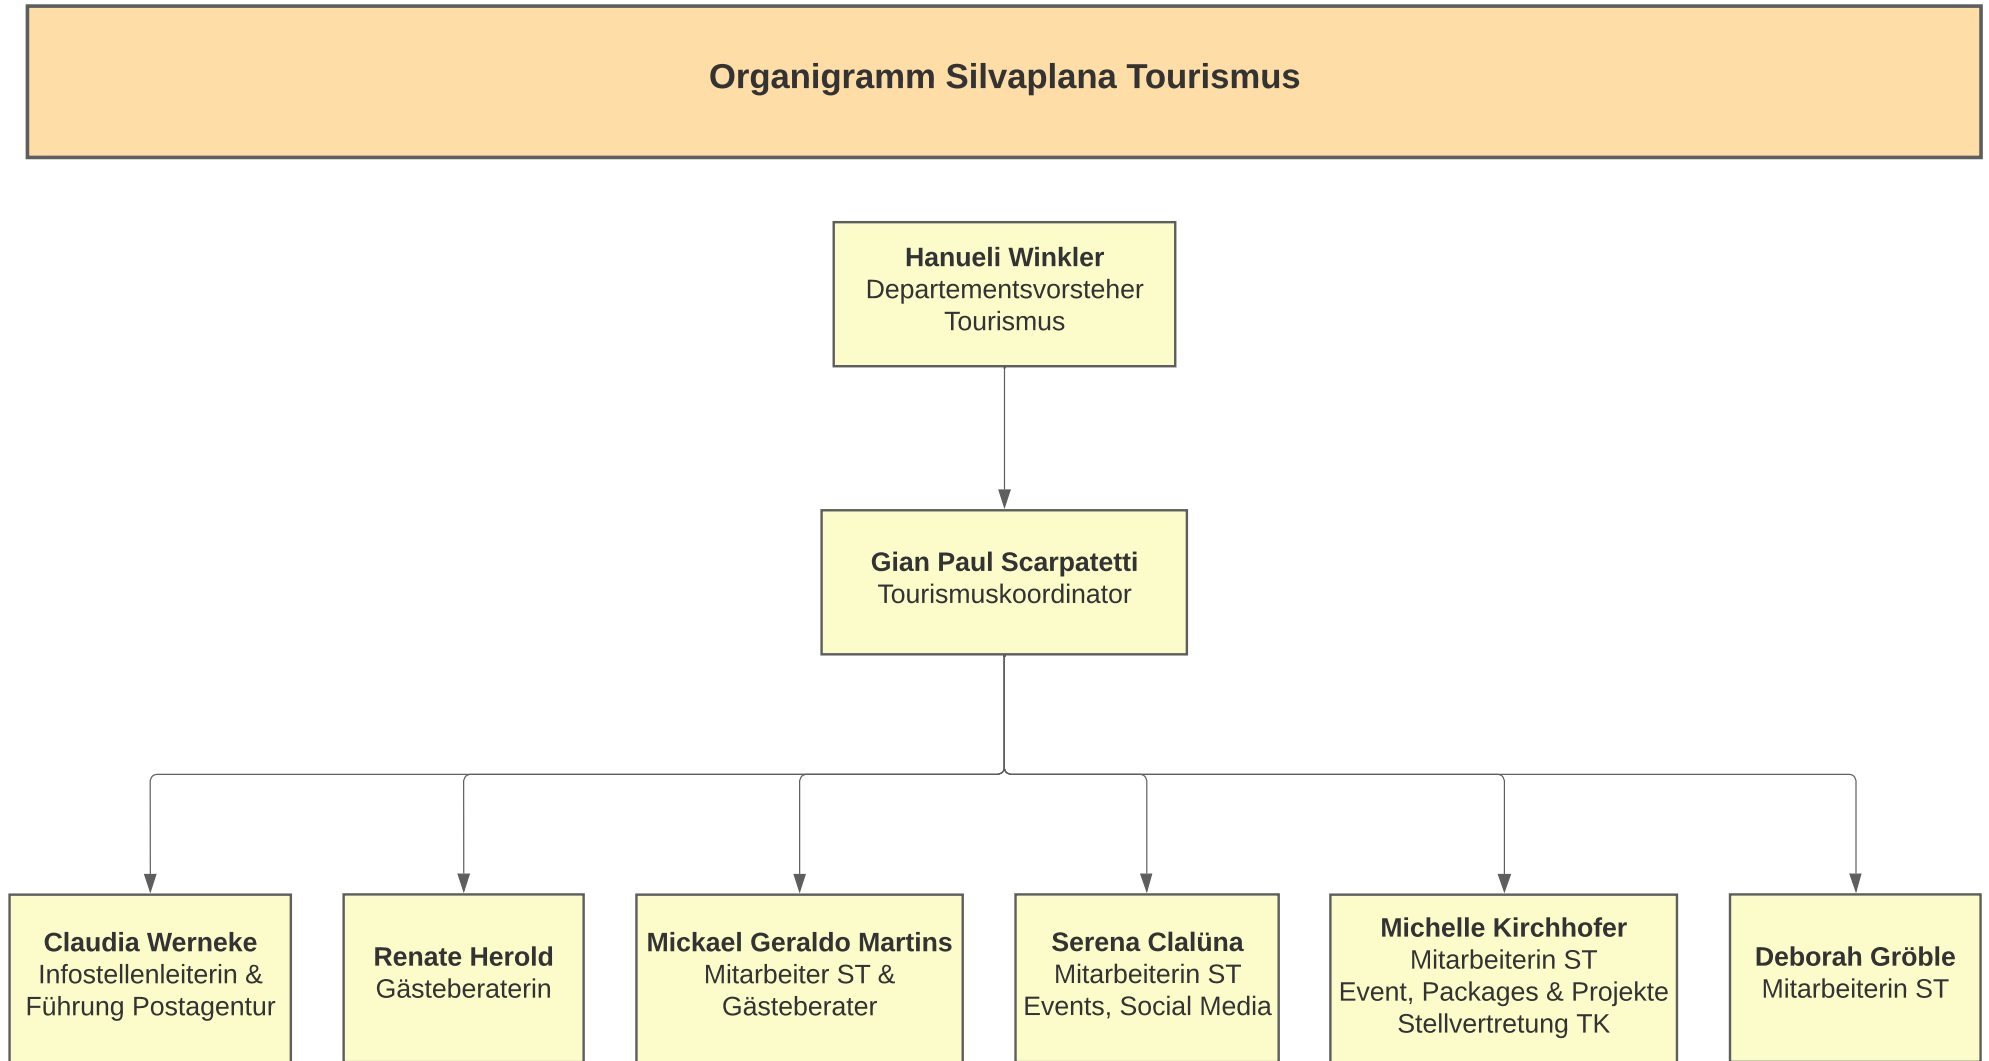 Organigramm Silvaplana Tourismus
Hanueli Winkler
Departementsvorsteher
Tourismus
Gian Paul Scarpatetti
Tourismuskoordinator
Claudia Werneke
Infostellenleiterin &
Führung Postagentur
Renate Herold
Gästeberaterin
Mickael Geraldo Martins
Mitarbeiter ST &
Gästeberater
Serena Clalüna
Mitarbeiterin ST
Events, Social Media
Michelle Kirchhofer
Mitarbeiterin ST
Event, Packages & Projekte
Stellvertretung TK
Deborah Gröble
Mitarbeiterin ST